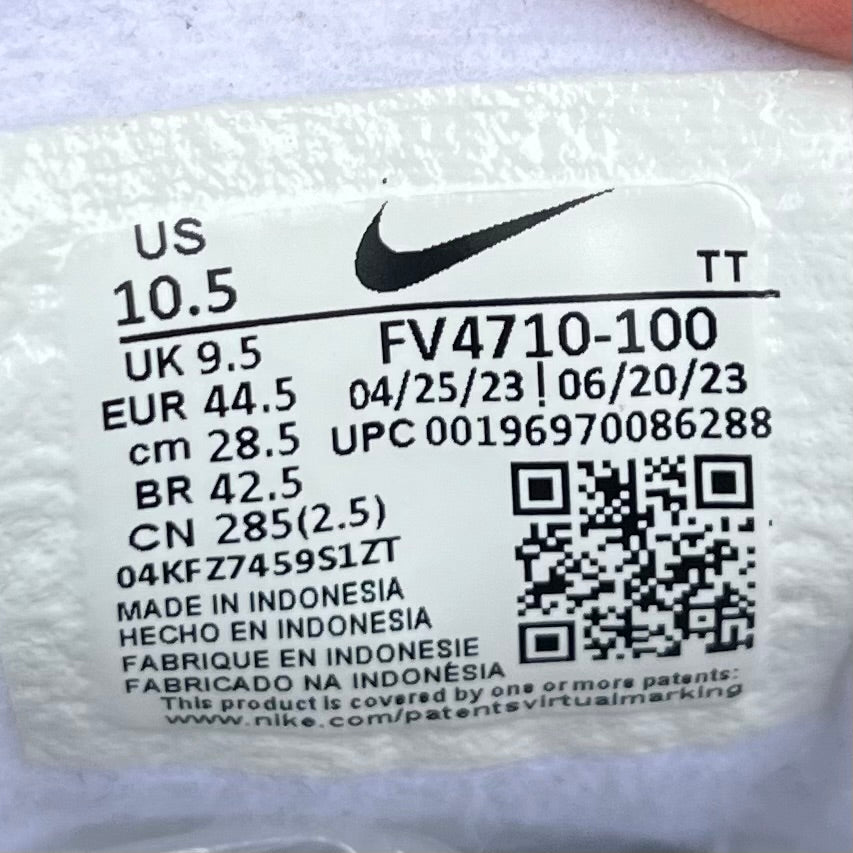 US
10.5
TT
UK 9.5
FV4710-100
EUR 44.5
04/25/23 | 06/20/23
cm 28.5
UPC 00196970086288
BR 42.5
CN 285(2.5)
04KFZ7459S1ZT
MADE IN INDONESIA
HECHO EN INDONESIA
FABRIQUE EN INDONESIE
FABRICADO NA INDONÉSIA
This product is covered by one or more patents:
www.nike.com/patentsvirtualmarking